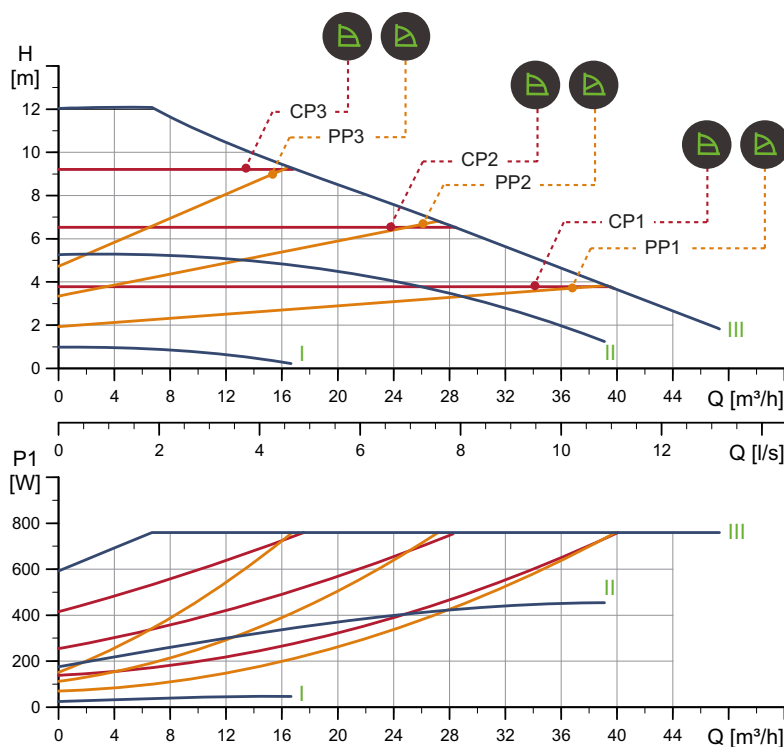 H
[m]
12
10
8
6
4
2
0
CP3
PP3
CP2
PP2
CP1
PP1
I
II
III
0 4 8 12 16 20 24 28 32 36 40 44 Q [m³/h]
0 2 4 6 8 10 12 Q [l/s]
P1
[W]
800
600
400
200
0
III
II
I
0 4 8 12 16 20 24 28 32 36 40 44 Q [m³/h]